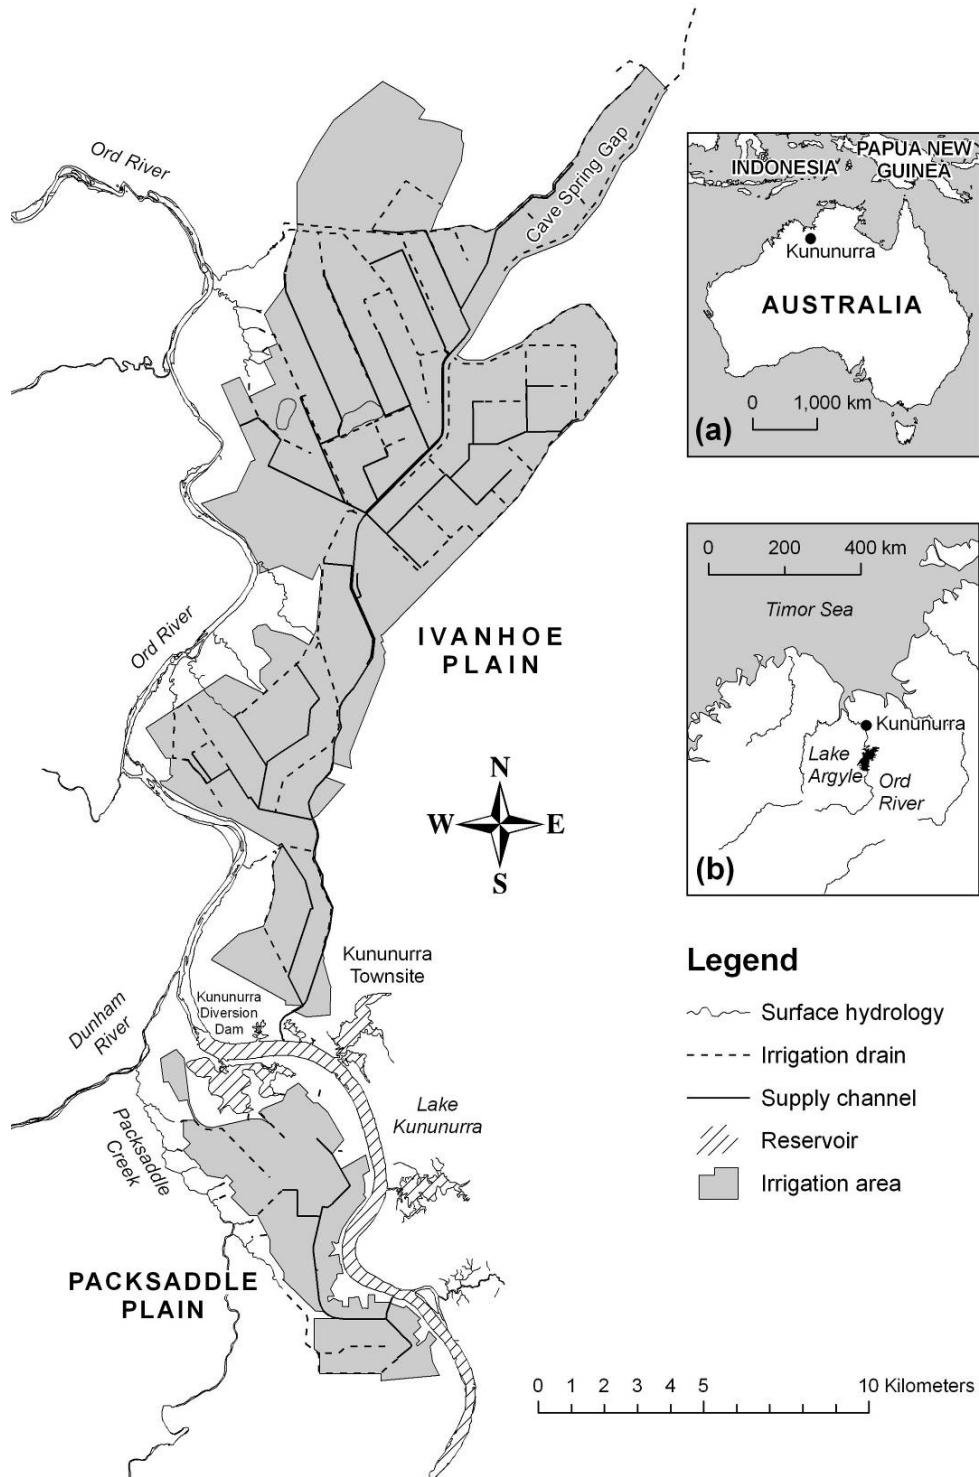 Ord River
Cave Spring Gap
INDONESIA
PAPUA NEW
GUINEA
Kununurra
AUSTRALIA
0 1,000 km
(a)
Ord River
IVANHOE
PLAIN
0 200 400 km
Timor Sea
Kununurra
Lake
Argyle
Ord
River
(b)
N
W E
S
Kununurra
Townsite
Kununurra
Diversion
Dam
Dunham
River
Lake
Kununurra
Packsaddle
Creek
PACKSADDLE
PLAIN
Legend
Surface hydrology
Irrigation drain
Supply channel
Reservoir
Irrigation area
0 1 2 3 4 5 10 Kilometers